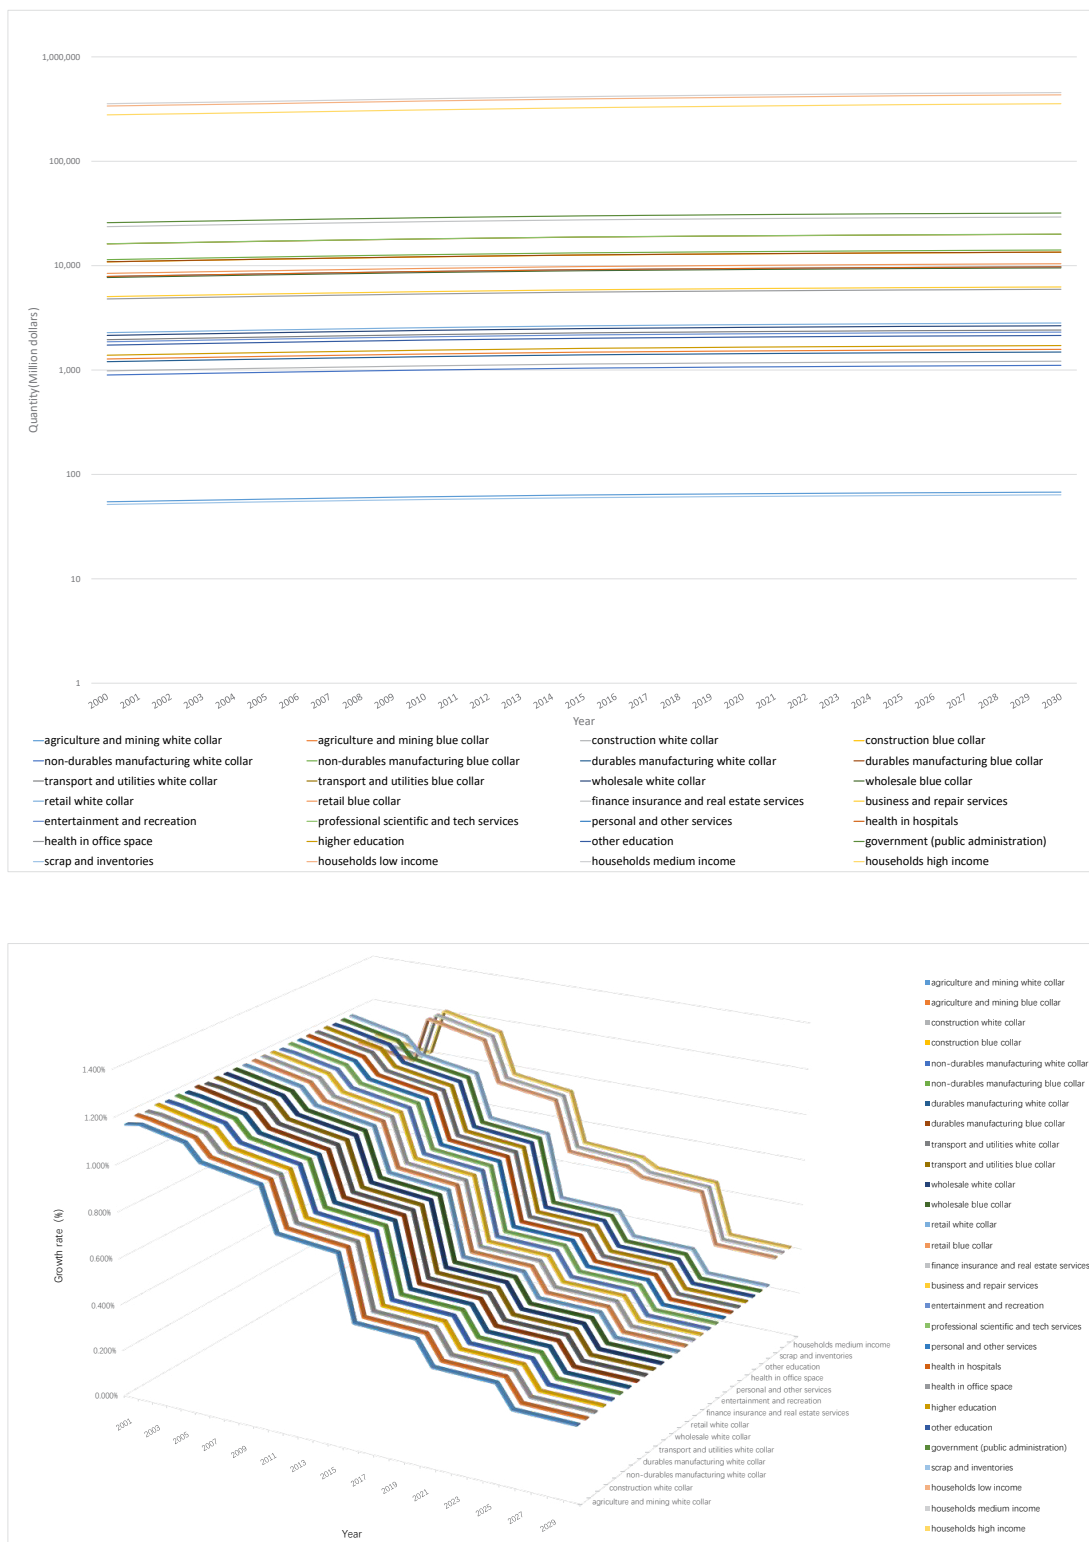 1,000,000
100,000
10,000
1,000
100
10
1
Quantity(Million dollars)
2000 2001 2002 2003 2004 2005 2006 2007 2008 2009 2010 2011 2012 2013 2014 2015 2016 2017 2018 2019 2020 2021 2022 2023 2024 2025 2026 2027 2028 2029 2030
Year
agriculture and mining white collar agriculture and mining blue collar construction white collar construction blue collar
non-durables manufacturing white collar non-durables manufacturing blue collar durables manufacturing white collar durables manufacturing blue collar
transport and utilities white collar transport and utilities blue collar wholesale white collar wholesale blue collar
retail white collar retail blue collar finance insurance and real estate services business and repair services
entertainment and recreation professional scientific and tech services personal and other services health in hospitals
health in office space higher education other education government (public administration)
scrap and inventories households low income households medium income households high income
1.400%
1.200%
1.000%
0.800%
0.600%
0.400%
0.200%
0.000%
Growth rate (%)
2001 2003 2005 2007 2009 2011 2013 2015 2017 2019 2021 2023 2025 2027 2029
Year
households medium income
scrap and inventories
other education
health in office space
personal and other services
entertainment and recreation
finance insurance and real estate services
retail white collar
wholesale white collar
transport and utilities white collar
durables manufacturing white collar
non-durables manufacturing white collar
construction white collar
agriculture and mining white collar
agriculture and mining white collar
agriculture and mining blue collar
construction white collar
construction blue collar
non-durables manufacturing white collar
non-durables manufacturing blue collar
durables manufacturing white collar
durables manufacturing blue collar
transport and utilities white collar
transport and utilities blue collar
wholesale white collar
wholesale blue collar
retail white collar
retail blue collar
finance insurance and real estate services
business and repair services
entertainment and recreation
professional scientific and tech services
personal and other services
health in hospitals
health in office space
higher education
other education
government (public administration)
scrap and inventories
households low income
households medium income
households high income